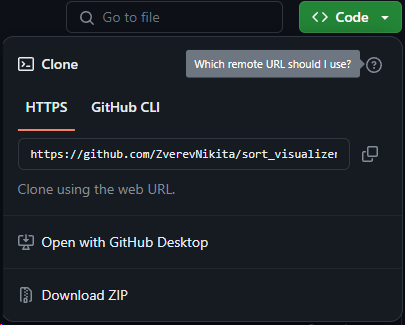 Go to file
<> Code
Clone
Which remote URL should I use?
HTTPS GitHub CLI
https://github.com/ZverevNikita/sort_visualizer
Clone using the web URL.
Open with GitHub Desktop
Download ZIP